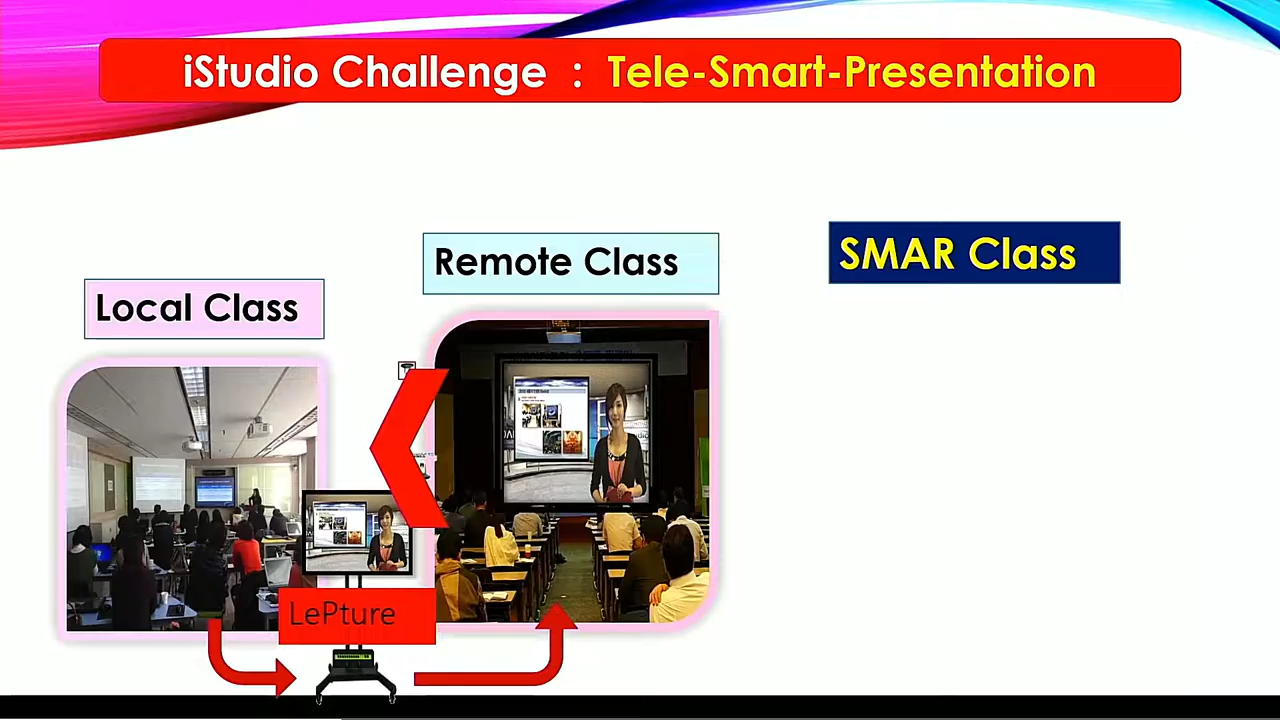 iStudio Challenge : Tele-Smart-Presentation
SMAR Class
Remote Class
Local Class
LePture